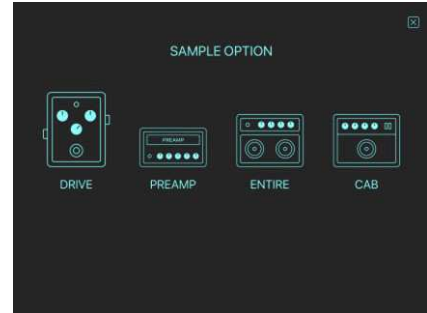 SAMPLE OPTION
PREAMP
DRIVE
PREAMP
ENTIRE
CAB